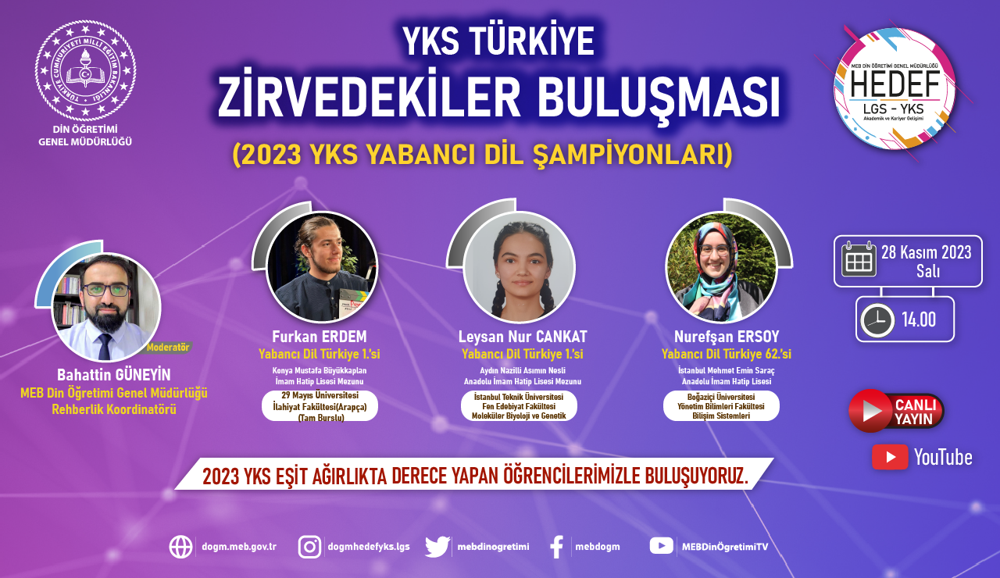 YKS TÜRKİYE
ZİRVEDEKİLER BULUŞMASI
(2023 YKS YABANCI DİL ŞAMPİYONLARI)
TÜRKİYE CUMHURİYETİ MİLLÎ EĞİTİM BAKANLIĞI
DİN ÖĞRETİMİ
GENEL MÜDÜRLÜĞÜ
MEB DİN ÖĞRETİMİ GENEL MÜDÜRLÜĞÜ
HEDEF
LGS - YKS
Akademik ve Kariyer Gelişimi
Moderatör
Bahattin GÜNEYİN
MEB Din Öğretimi Genel Müdürlüğü
Rehberlik Koordinatörü
Furkan ERDEM
Yabancı Dil Türkiye 1.'si
Konya Mustafa Büyükkaplan
İmam Hatip Lisesi Mezunu
29 Mayıs Üniversitesi
İlahiyat Fakültesi(Arapça)
(Tam Burslu)
Leysan Nur CANKAT
Yabancı Dil Türkiye 1.'si
Aydın Nazilli Asımın Nesli
Anadolu İmam Hatip Lisesi Mezunu
İstanbul Teknik Üniversitesi
Fen Edebiyat Fakültesi
Moleküler Biyoloji ve Genetik
Nurefşan ERSOY
Yabancı Dil Türkiye 62.'si
İstanbul Mehmet Emin Saraç
Anadolu İmam Hatip Lisesi
Boğaziçi Üniversitesi
Yönetim Bilimleri Fakültesi
Bilişim Sistemleri
28 Kasım 2023
Salı
14.00
CANLI
YAYIN
YouTube
2023 YKS EŞİT AĞIRLIKTA DERECE YAPAN ÖĞRENCİLERİMİZLE BULUŞUYORUZ.
dogm.meb.gov.tr
dogmhedefyks.lgs
mebdinogretimi
mebdogm
MEBDinÖgretimiTV